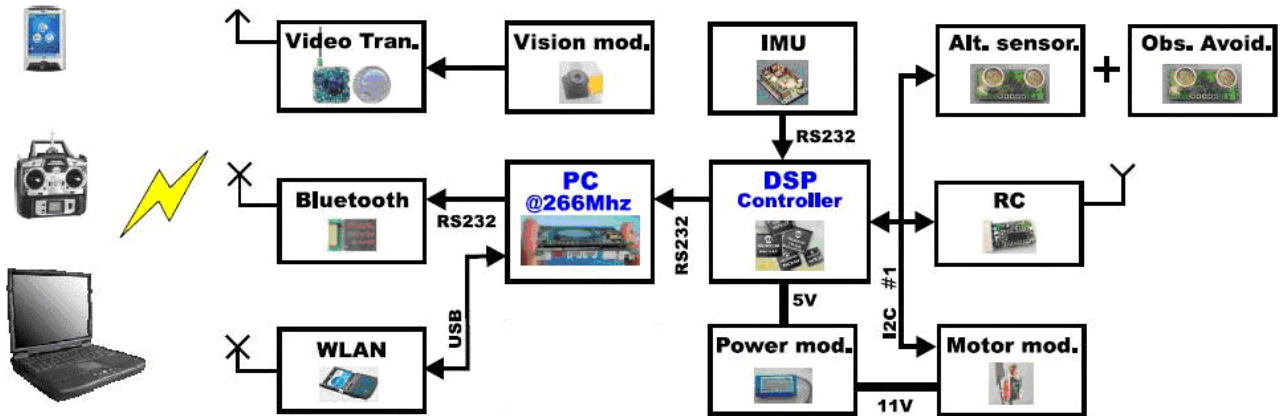 Video Tran.
Vision mod.
IMU
Alt. sensor.
+
Obs. Avoid.
RS232
Bluetooth
RS232
PC
@266Mhz
RS232
DSP
Controller
RC
USB
5V
I2C #1
WLAN
Power mod.
11V
Motor mod.